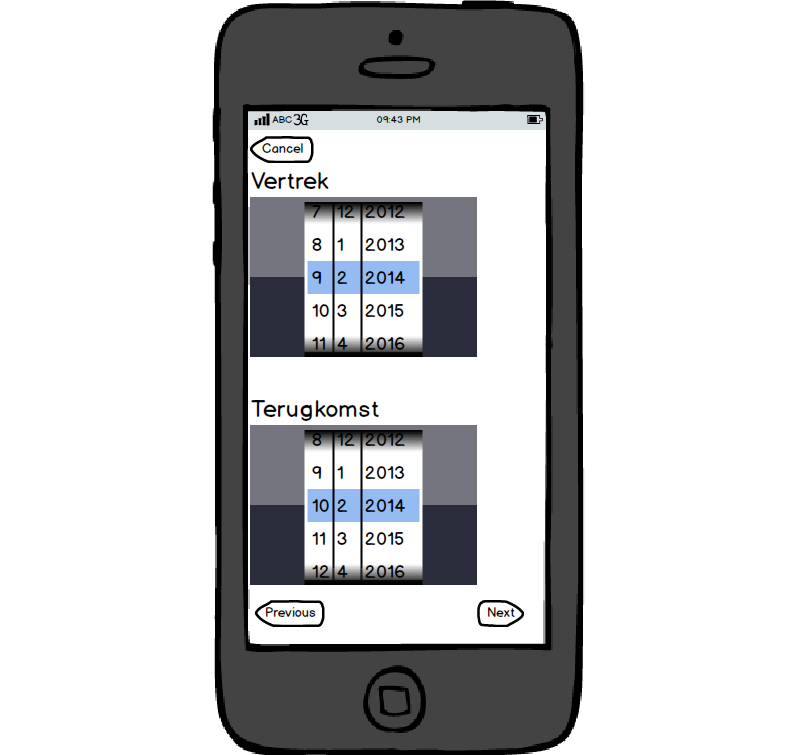 ABC 3G 09:43 PM
Cancel
Vertrek
7 12 2012
8 1 2013
9 2 2014
10 3 2015
11 4 2016
Terugkomst
8 12 2012
9 1 2013
10 2 2014
11 3 2015
12 4 2016
Previous Next